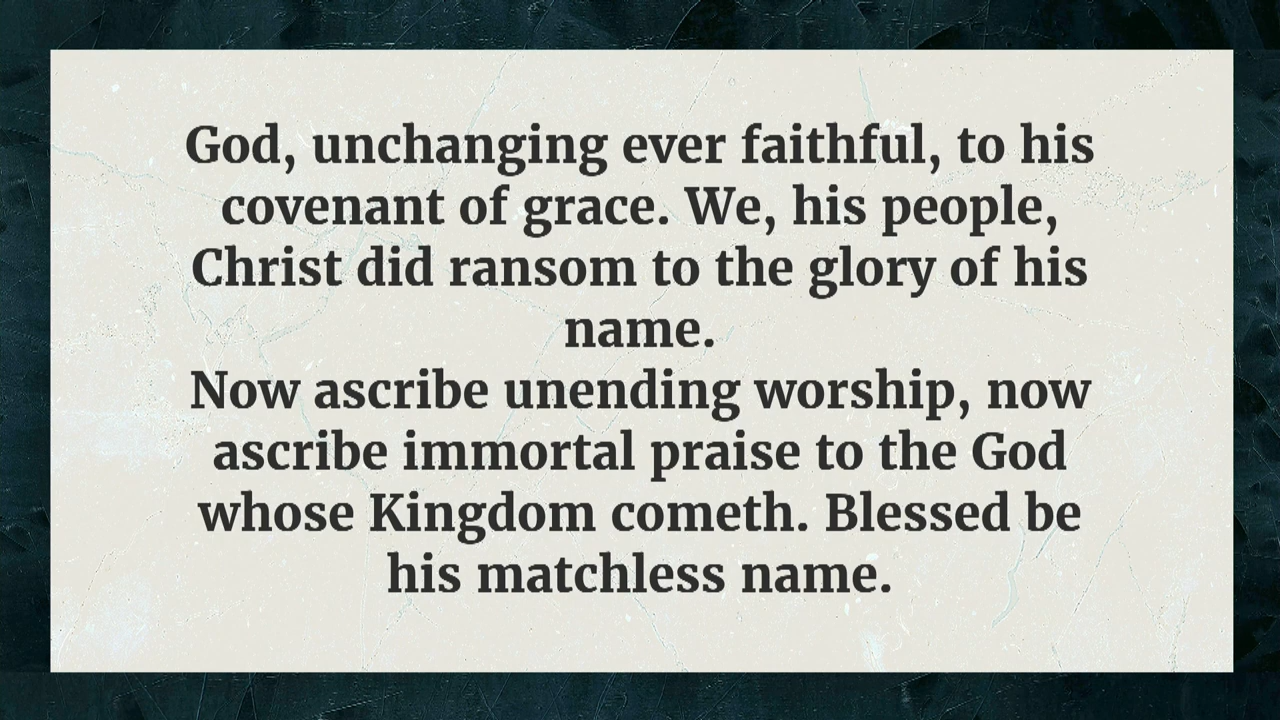 God, unchanging ever faithful, to his
covenant of grace. We, his people,
Christ did ransom to the glory of his
name.
Now ascribe unending worship, now
ascribe immortal praise to the God
whose Kingdom cometh. Blessed be
his matchless name.